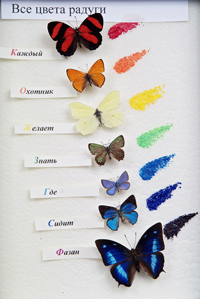 Все цвета радуги
Каждый
Охотник
Желает
Знать
Где
Сидит
Фазан